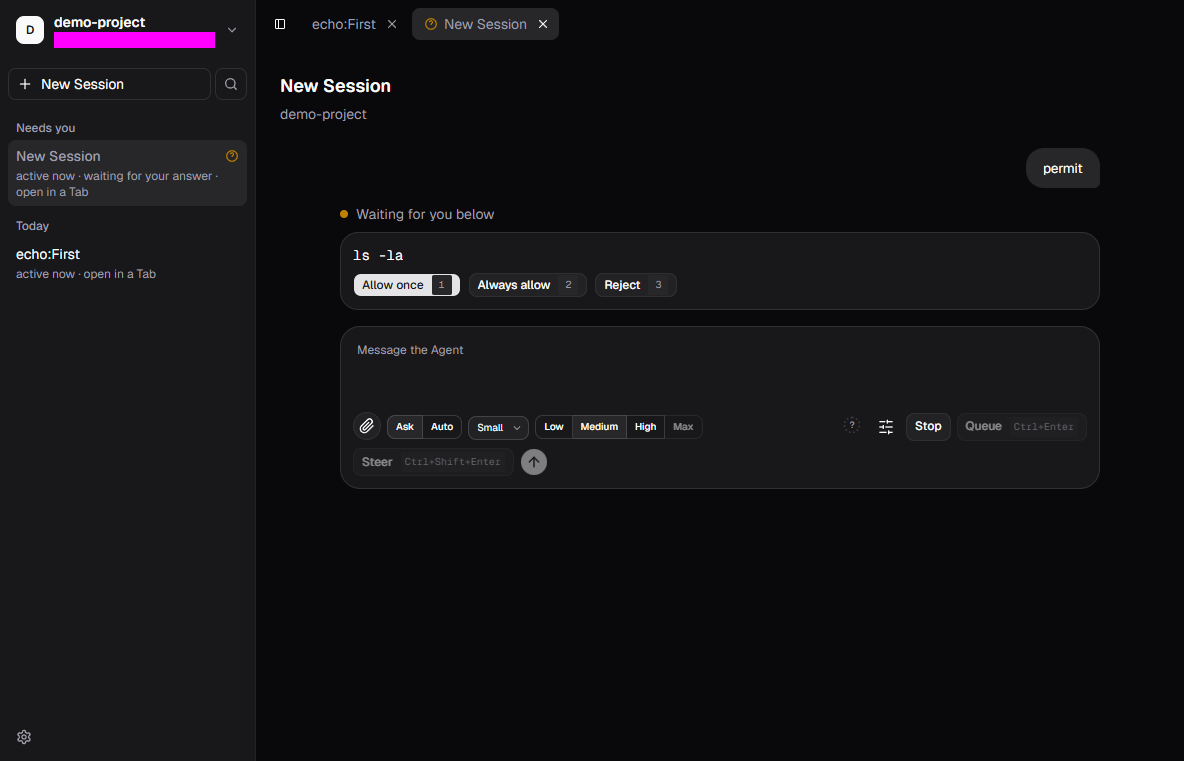 D
demo-project
New Session
Needs you
New Session
active now · waiting for your answer ·
open in a Tab
Today
echo:First
active now · open in a Tab
echo:First
New Session
New Session
demo-project
permit
Waiting for you below
ls -la
Allow once 1 Always allow 2 Reject 3
Message the Agent
Ask Auto Small Low Medium High Max ? Stop Queue Ctrl+Enter
Steer Ctrl+Shift+Enter